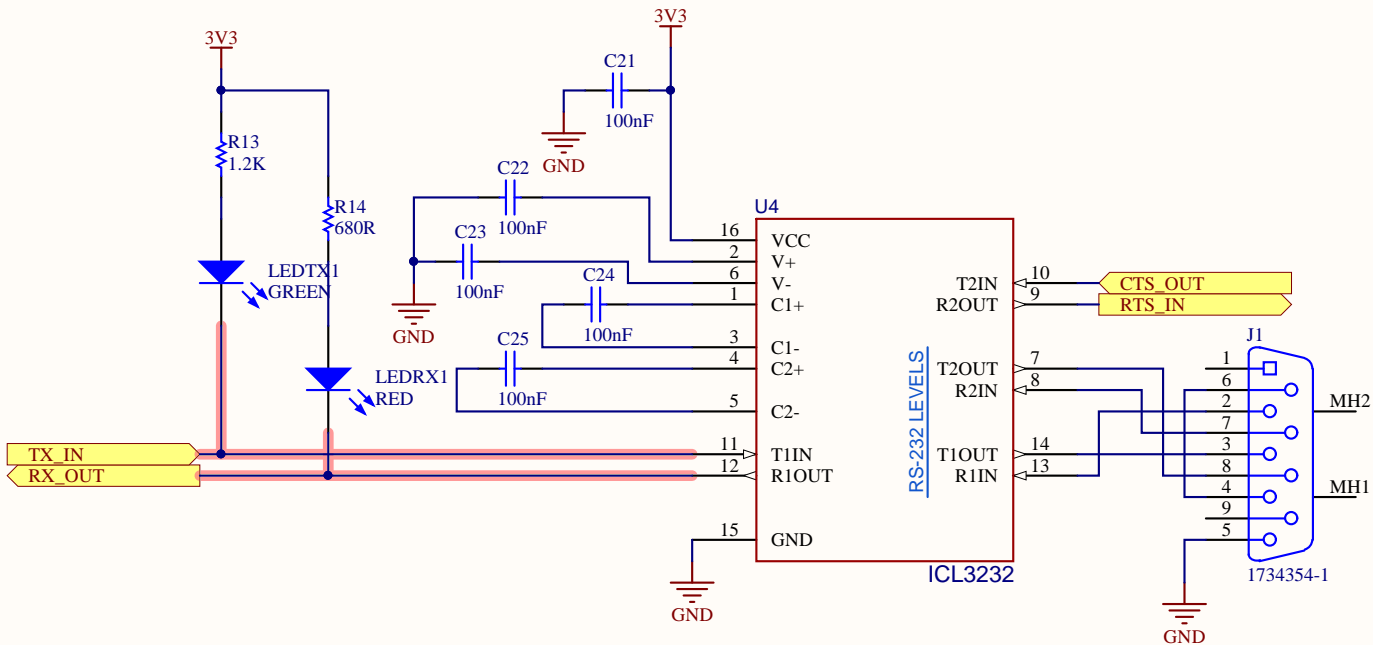 3V3
3V3
C21
100nF
GND
R13
1.2K
R14
680R
C22
100nF
C23
100nF
C24
100nF
C25
100nF
GND
LEDTX1
GREEN
LEDRX1
RED
TX_IN
RX_OUT
U4
16 VCC
2 V+
6 V-
1 C1+
3 C1-
4 C2+
5 C2-
11 T1IN
12 R1OUT
15 GND
GND
T2IN 10
R2OUT 9
T2OUT 7
R2IN 8
T1OUT 14
R1IN 13
RS-232 LEVELS
ICL3232
CTS_OUT
RTS_IN
J1
1
6
2
7
3
8
4
9
5
MH2
MH1
1734354-1
GND